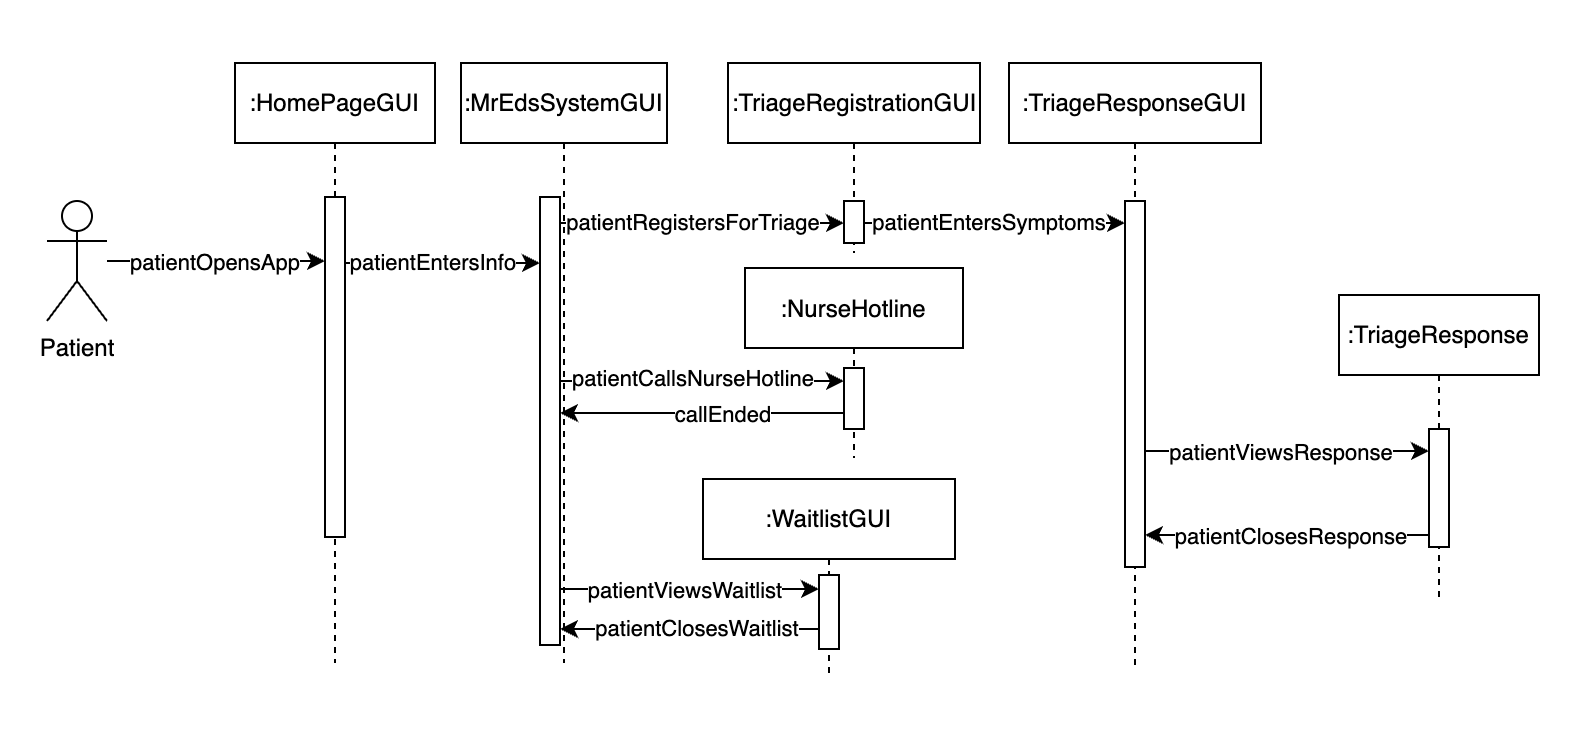 :HomePageGUI
:MrEdsSystemGUI
:TriageRegistrationGUI
:TriageResponseGUI
patientRegistersForTriage
patientEntersSymptoms
patientOpensApp
patientEntersInfo
:NurseHotline
:TriageResponse
Patient
patientCallsNurseHotline
callEnded
patientViewsResponse
:WaitlistGUI
patientClosesResponse
patientViewsWaitlist
patientClosesWaitlist